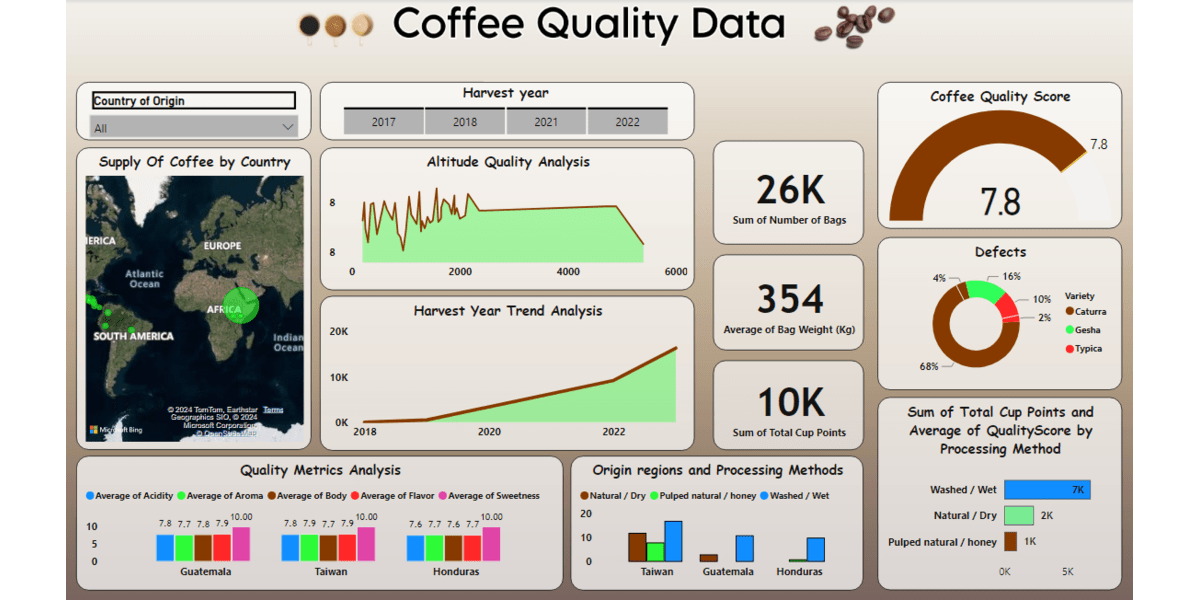 Coffee Quality Data
Country of Origin
All
Harvest year
2017 2018 2021 2022
Supply Of Coffee by Country
ERICA
EUROPE
Atlantic
Ocean
AFRICA
SOUTH AMERICA
Indian
Ocean
© 2024 TomTom, Earthstar Terms
Geographics SIO, © 2024
Microsoft Corporation,
© OpenStreetMap
Microsoft Bing
Altitude Quality Analysis
8
8
0 2000 4000 6000
Harvest Year Trend Analysis
20K
10K
0K
2018 2020 2022
26K
Sum of Number of Bags
354
Average of Bag Weight (Kg)
10K
Sum of Total Cup Points
Coffee Quality Score
7.8
7.8
Defects
4% 16%
10%
2%
68%
Variety
Caturra
Gesha
Typica
Quality Metrics Analysis
Average of Acidity Average of Aroma Average of Body Average of Flavor Average of Sweetness
10
5
0
7.8 7.7 7.8 7.9 10.00
7.8 7.9 7.7 7.9 10.00
7.6 7.7 7.6 7.7 10.00
Guatemala Taiwan Honduras
Origin regions and Processing Methods
Natural / Dry Pulped natural / honey Washed / Wet
20
10
0
Taiwan Guatemala Honduras
Sum of Total Cup Points and
Average of QualityScore by
Processing Method
Washed / Wet 7K
Natural / Dry 2K
Pulped natural / honey 1K
0K 5K